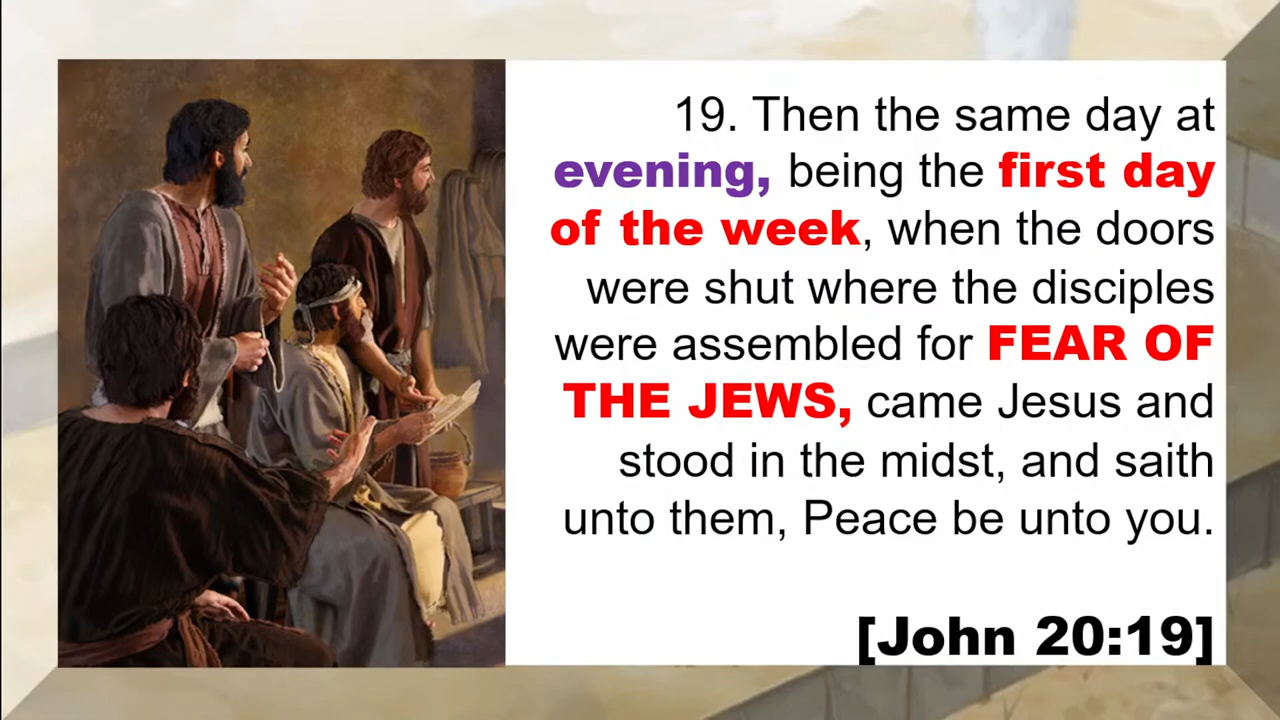 19. Then the same day at
evening, being the first day
of the week, when the doors
were shut where the disciples
were assembled for FEAR OF
THE JEWS, came Jesus and
stood in the midst, and saith
unto them, Peace be unto you.
[John 20:19]